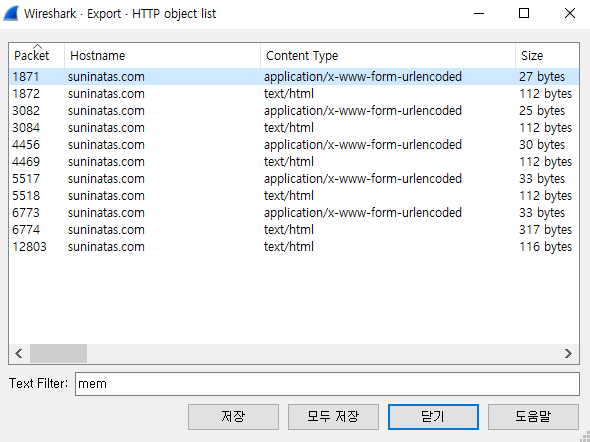 Wireshark · Export · HTTP object list
Packet Hostname Content Type Size
1871 suninatas.com application/x-www-form-urlencoded 27 bytes
1872 suninatas.com text/html 112 bytes
3082 suninatas.com application/x-www-form-urlencoded 25 bytes
3084 suninatas.com text/html 112 bytes
4456 suninatas.com application/x-www-form-urlencoded 30 bytes
4469 suninatas.com text/html 112 bytes
5517 suninatas.com application/x-www-form-urlencoded 33 bytes
5518 suninatas.com text/html 112 bytes
6773 suninatas.com application/x-www-form-urlencoded 33 bytes
6774 suninatas.com text/html 317 bytes
12803 suninatas.com text/html 116 bytes
Text Filter: mem
저장 모두 저장 닫기 도움말